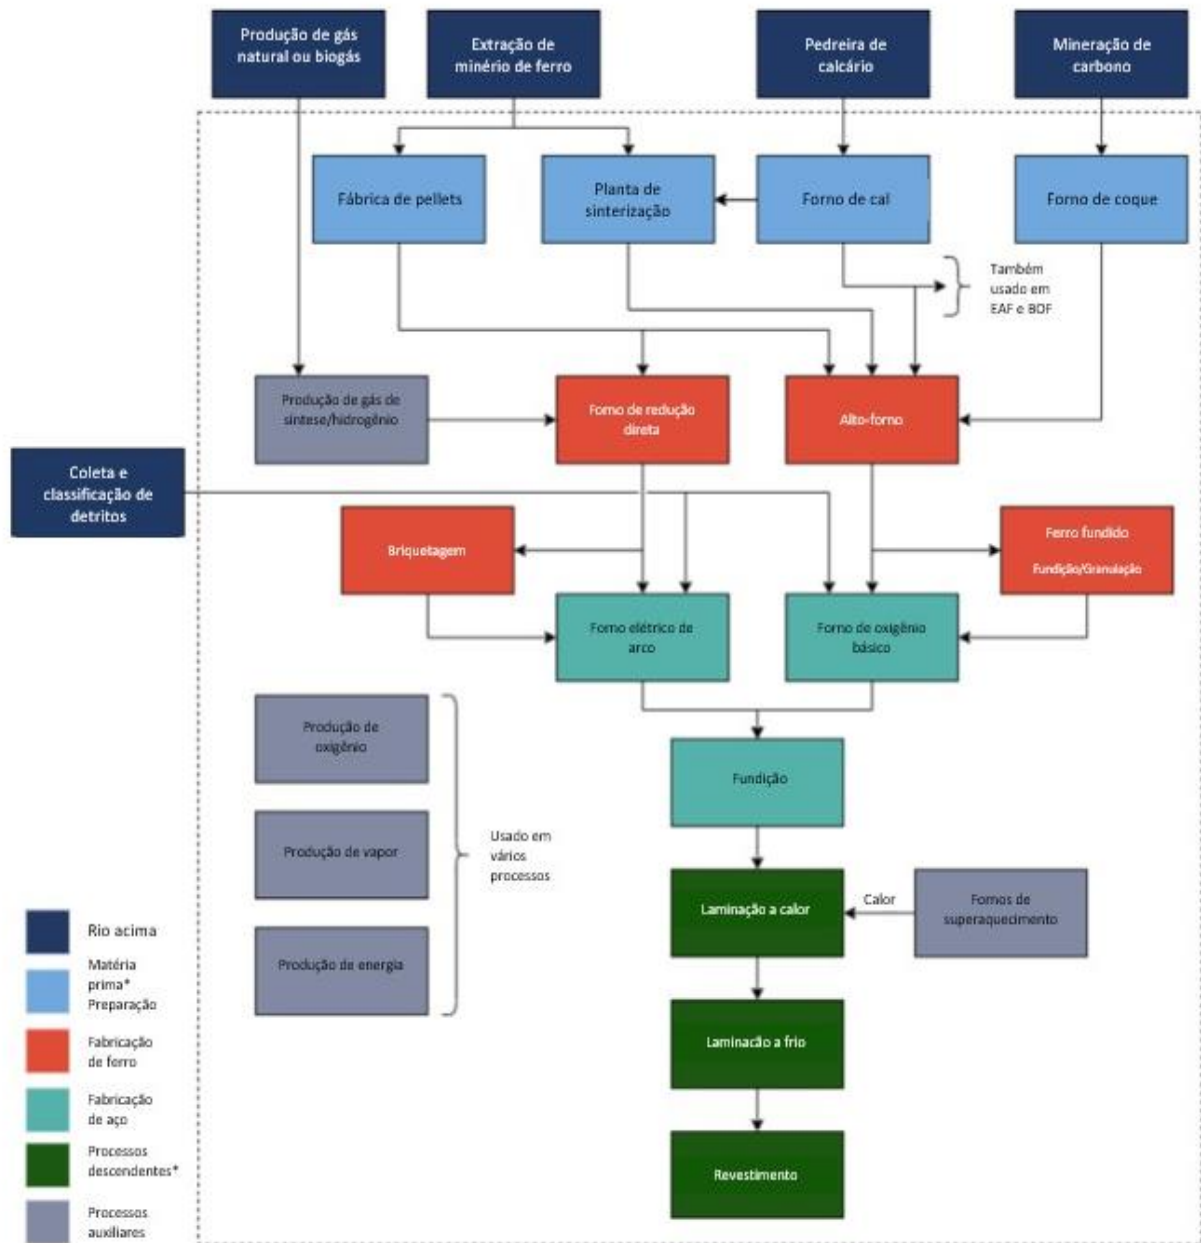 Produção de gás
natural ou biogás
Extração de
minério de ferro
Pedreira de
calcário
Mineração de
carbono
Fábrica de pellets
Planta de
sinterização
Forno de cal
Forno de coque
Também
usado em
EAF e BOF
Produção de gás de
síntese/hidrogênio
Forno de redução
direta
Alto-forno
Coleta e
classificação de
detritos
Briquetagem
Ferro fundido
Fundição/Granulação
Forno elétrico de
arco
Forno de oxigênio
básico
Produção de
oxigênio
Fundição
Produção de vapor
Usado em
vários
processos
Laminação a calor
Calor
Fornos de
superaquecimento
Produção de energia
Laminação a frio
Revestimento
Rio acima
Matéria
prima*
Preparação
Fabricação
de ferro
Fabricação
de aço
Processos
descendentes*
Processos
auxiliares